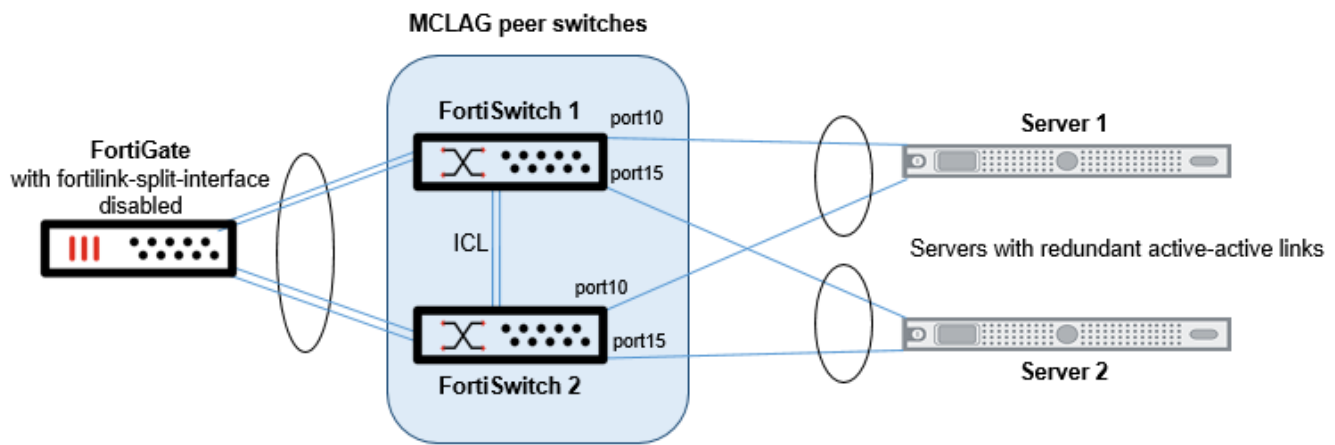 MCLAG peer switches
FortiSwitch 1
port10
port15
FortiGate
with fortilink-split-interface
disabled
ICL
port10
port15
FortiSwitch 2
Server 1
Servers with redundant active-active links
Server 2